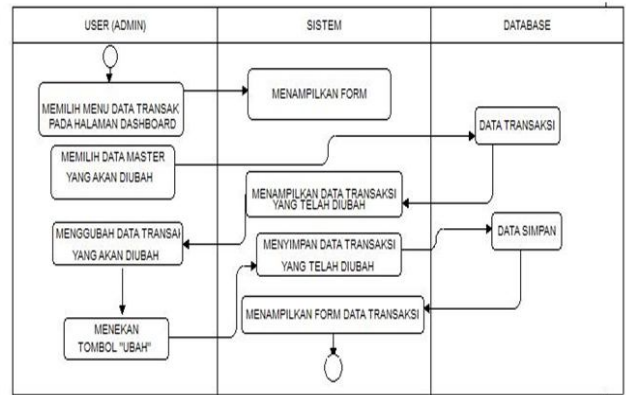 USER (ADMIN)
SISTEM
DATABASE
MEMILIH MENU DATA TRANSAK
PADA HALAMAN DASHBOARD
MENAMPILKAN FORM
DATA TRANSAKSI
MEMILIH DATA MASTER
YANG AKAN DIUBAH
MENAMPILKAN DATA TRANSAKSI
YANG TELAH DIUBAH
MENGGUBAH DATA TRANSAK
YANG AKAN DIUBAH
MENYIMPAN DATA TRANSAKSI
YANG TELAH DIUBAH
DATA SIMPAN
MENAMPILKAN FORM DATA TRANSAKSI
MENEKAN
TOMBOL "UBAH"